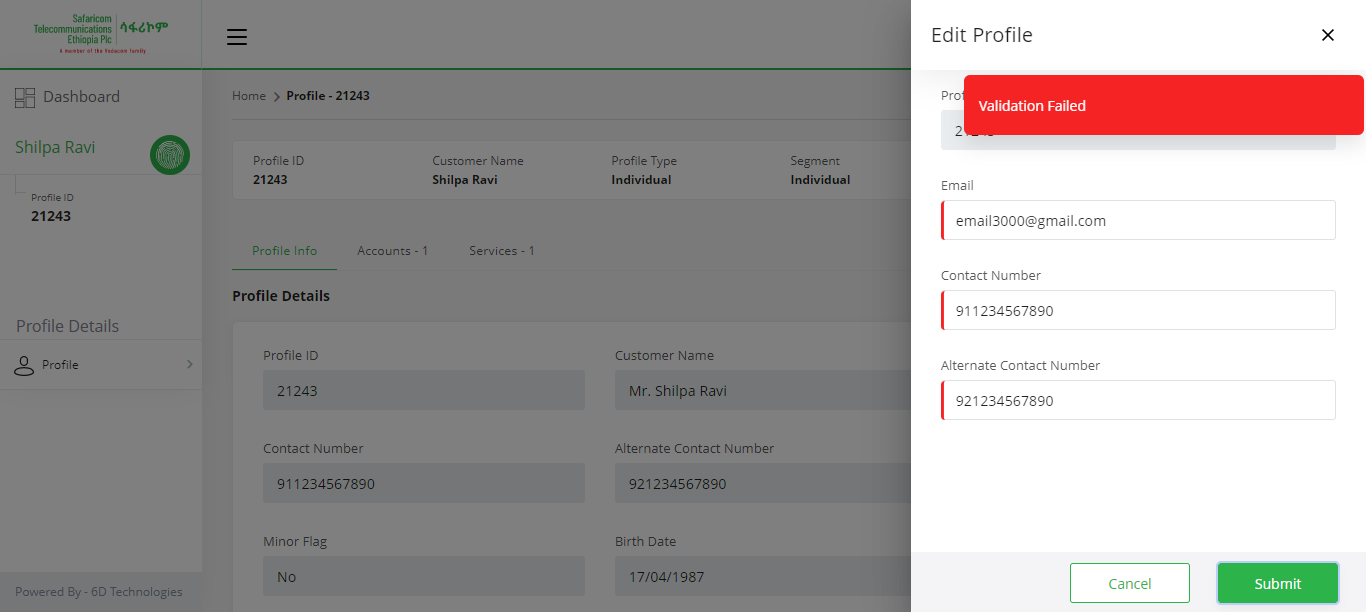 Safaricom
Telecommunications
Ethiopia Plc
ሳፋሪኮም
A member of the Vodacom family
Edit Profile
Dashboard
Home > Profile - 21243
Validation Failed
Shilpa Ravi
Profile ID
21243
Profile ID
21243
Customer Name
Shilpa Ravi
Profile Type
Individual
Segment
Individual
Email
email3000@gmail.com
Profile Info
Accounts - 1
Services - 1
Contact Number
911234567890
Profile Details
Profile Details
Profile
Profile ID
21243
Customer Name
Mr. Shilpa Ravi
Alternate Contact Number
921234567890
Contact Number
911234567890
Alternate Contact Number
921234567890
Minor Flag
No
Birth Date
17/04/1987
Powered By - 6D Technologies
Cancel
Submit